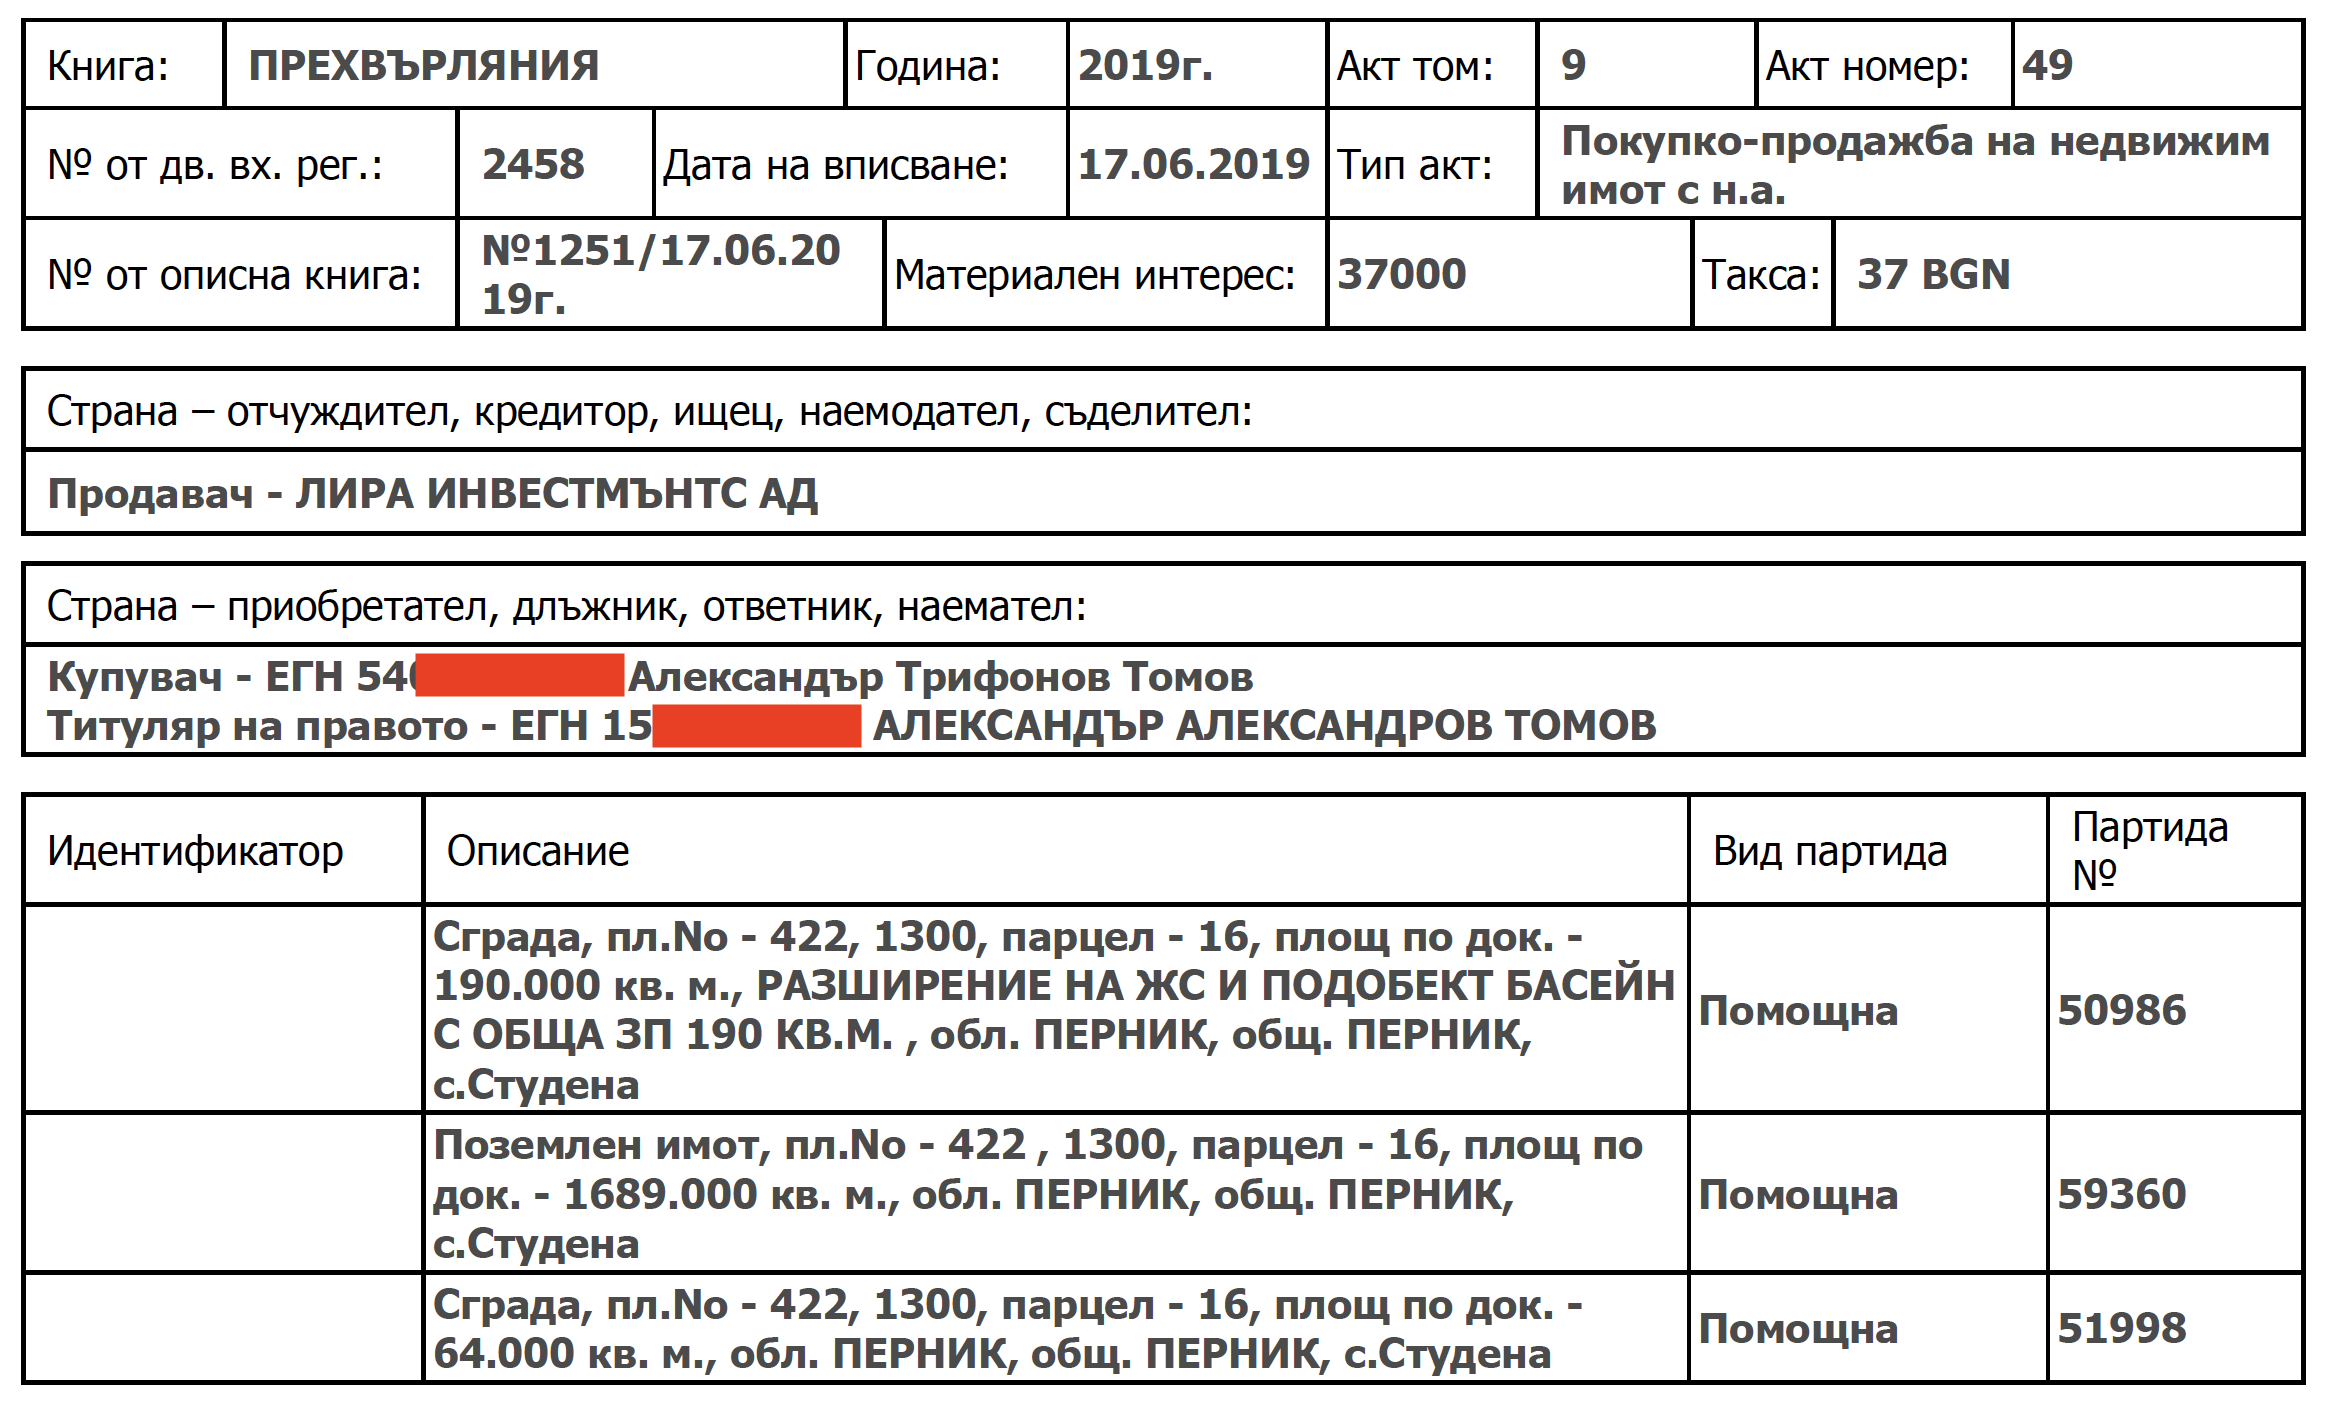 Книга: ПРЕХВЪРЛЯНИЯ Година: 2019г. Акт том: 9 Акт номер: 49
№ от дв. вх. рег.: 2458 Дата на вписване: 17.06.2019 Тип акт: Покупко-продажба на недвижим
имот с н.а.
№ от описна книга: №1251/17.06.20
19г. Материален интерес: 37000 Такса: 37 BGN
Страна – отчуждител, кредитор, ищец, наемодател, съделител:
Продавач - ЛИРА ИНВЕСТМЪНТС АД
Страна – приобретател, длъжник, ответник, наемател:
Купувач - ЕГН 540 Александър Трифонов Томов
Титуляр на правото - ЕГН 15 АЛЕКСАНДЪР АЛЕКСАНДРОВ ТОМОВ
Идентификатор Описание Вид партида Партида
№
Сграда, пл.No - 422, 1300, парцел - 16, площ по док. -
190.000 кв. м., РАЗШИРЕНИЕ НА ЖС И ПОДОБЕКТ БАСЕЙН
С ОБЩА ЗП 190 КВ.М. , обл. ПЕРНИК, общ. ПЕРНИК,
с.Студена
Помощна 50986
Поземлен имот, пл.No - 422 , 1300, парцел - 16, площ по
док. - 1689.000 кв. м., обл. ПЕРНИК, общ. ПЕРНИК,
с.Студена
Помощна 59360
Сграда, пл.No - 422, 1300, парцел - 16, площ по док. -
64.000 кв. м., обл. ПЕРНИК, общ. ПЕРНИК, с.Студена
Помощна 51998